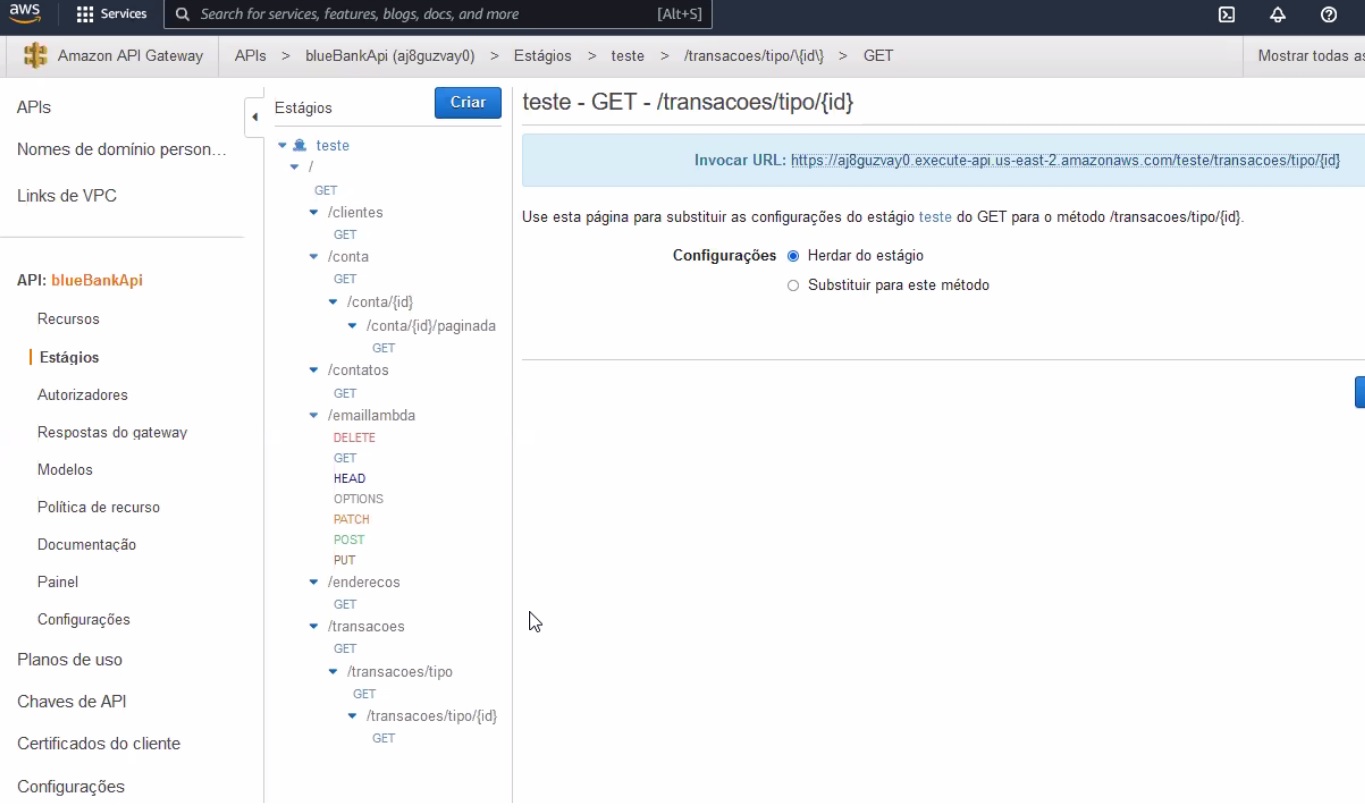 aws
Services
Search for services, features, blogs, docs, and more
[Alt+S]
Amazon API Gateway
APIs > blueBankApi (aj8guzvay0) > Estágios > teste > /transacoes/tipo/\{id\} > GET
Mostrar todas as
APIs
Nomes de domínio person…
Links de VPC
API: blueBankApi
Recursos
Estágios
Autorizadores
Respostas do gateway
Modelos
Política de recurso
Documentação
Painel
Configurações
Planos de uso
Chaves de API
Certificados do cliente
Configurações
Estágios
Criar
teste
/
GET
/clientes
GET
/conta
GET
/conta/{id}
/conta/{id}/paginada
GET
/contatos
GET
/emaillambda
DELETE
GET
HEAD
OPTIONS
PATCH
POST
PUT
/enderecos
GET
/transacoes
GET
/transacoes/tipo
GET
/transacoes/tipo/{id}
GET
teste - GET - /transacoes/tipo/{id}
Invocar URL: https://aj8guzvay0.execute-api.us-east-2.amazonaws.com/teste/transacoes/tipo/{id}
Use esta página para substituir as configurações do estágio teste do GET para o método /transacoes/tipo/{id}.
Configurações
Herdar do estágio
Substituir para este método